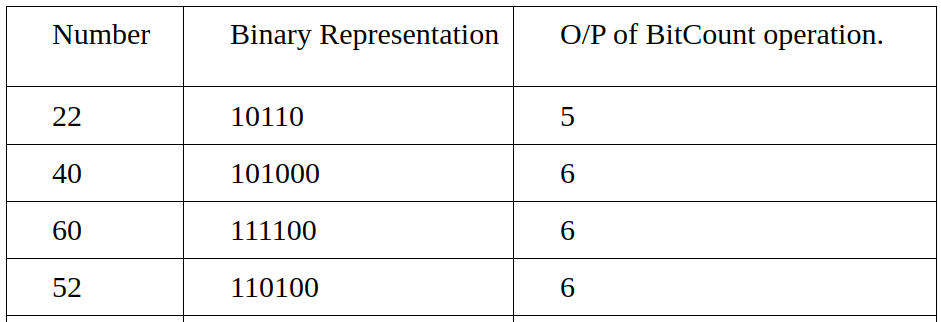 Number Binary Representation O/P of BitCount operation.
22 10110 5
40 101000 6
60 111100 6
52 110100 6